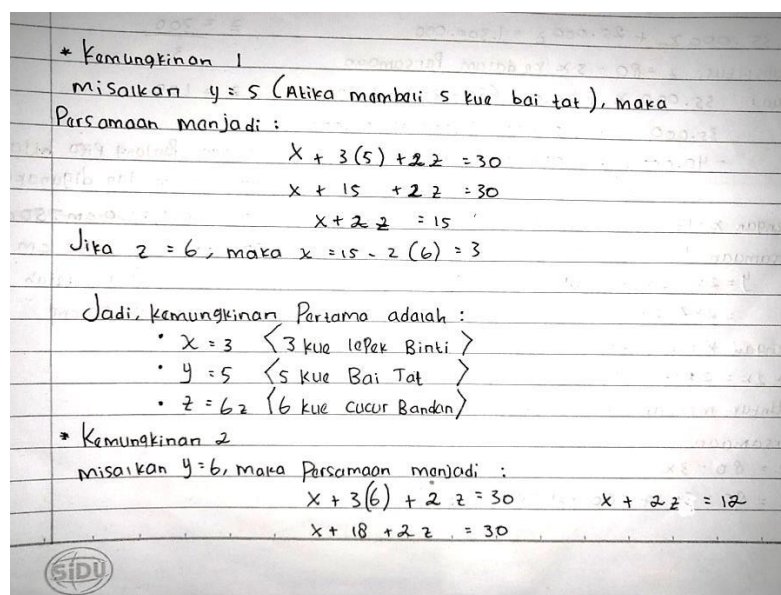 * Kemungkinan 1
misalkan y = 5 (Atika membali 5 kue bai tat), maka
Persamaan menjadi :
x + 3(5) + 2z = 30
x + 15 + 2z = 30
x + 2z = 15
Jika z = 6, maka x = 15 - 2(6) = 3
Jadi, kemungkinan Pertama adalah :
• x = 3 <3 kue lepek Binti>
• y = 5 <5 kue Bai Tat>
• z = 6z <6 kue cucur Bandan>
* Kemungkinan 2
misalkan y = 6, maka Persamaan menjadi :
x + 3(6) + 2z = 30 x + 2z = 12
x + 18 + 2z = 30
SiDU